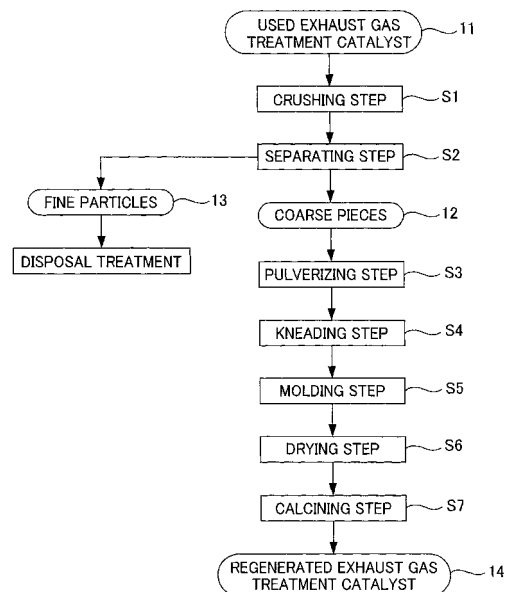 USED EXHAUST GAS
TREATMENT CATALYST
11
CRUSHING STEP
S1
SEPARATING STEP
S2
FINE PARTICLES
13
COARSE PIECES
12
DISPOSAL TREATMENT
PULVERIZING STEP
S3
KNEADING STEP
S4
MOLDING STEP
S5
DRYING STEP
S6
CALCINING STEP
S7
REGENERATED EXHAUST GAS
TREATMENT CATALYST
14